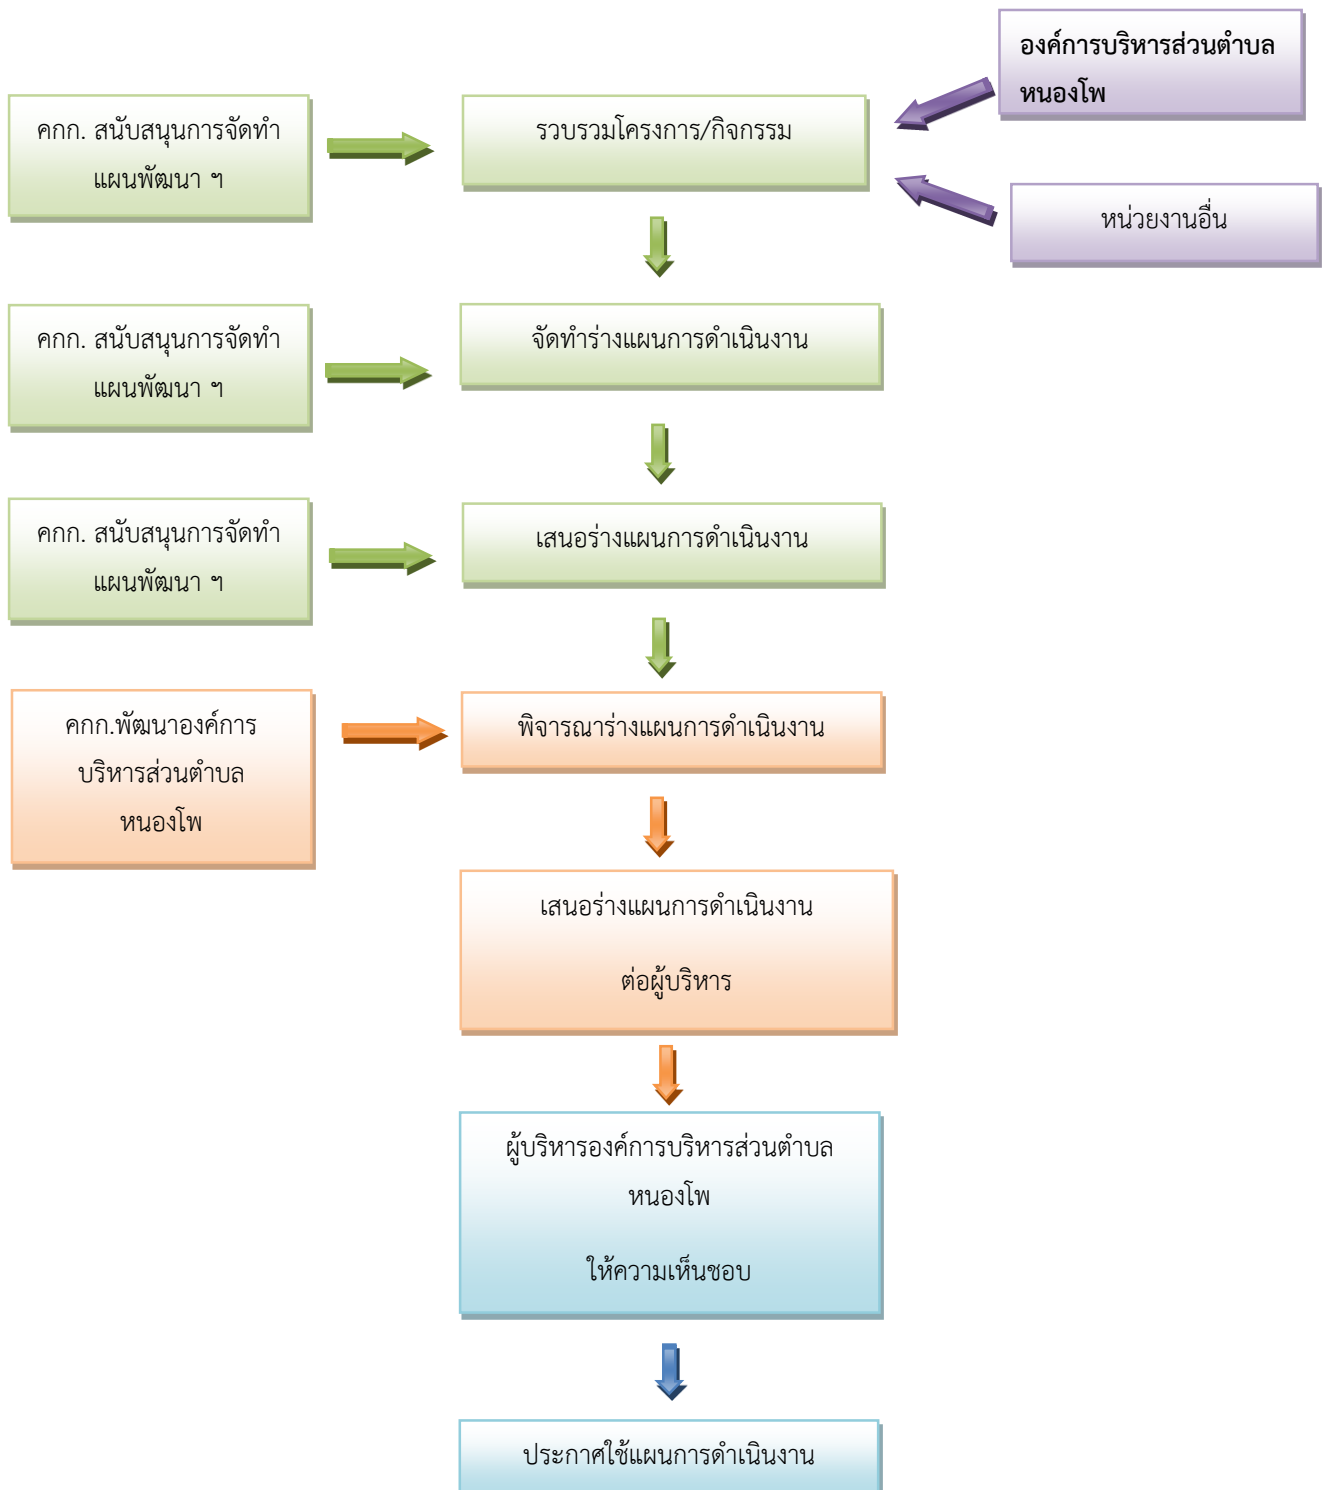 องค์การบริหารส่วนตำบล
หนองโพ
คกก. สนับสนุนการจัดทำ
แผนพัฒนา ฯ
รวบรวมโครงการ/กิจกรรม
หน่วยงานอื่น
คกก. สนับสนุนการจัดทำ
แผนพัฒนา ฯ
จัดทำร่างแผนการดำเนินงาน
คกก. สนับสนุนการจัดทำ
แผนพัฒนา ฯ
เสนอร่างแผนการดำเนินงาน
คกก.พัฒนาองค์การ
บริหารส่วนตำบล
หนองโพ
พิจารณาร่างแผนการดำเนินงาน
เสนอร่างแผนการดำเนินงาน
ต่อผู้บริหาร
ผู้บริหารองค์การบริหารส่วนตำบล
หนองโพ
ให้ความเห็นชอบ
ประกาศใช้แผนการดำเนินงาน